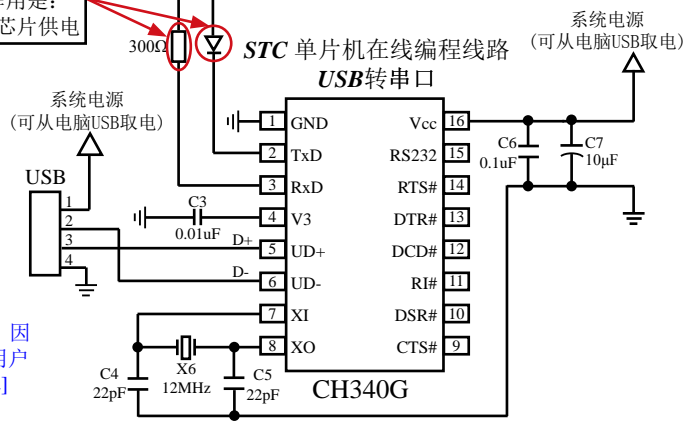 作用是:
芯片供电
300Ω
STC 单片机在线编程线路
USB转串口
系统电源
(可从电脑USB取电)
系统电源
(可从电脑USB取电)
USB
1
2
3
4
1 GND
2 TxD
3 RxD
4 V3
5 UD+
6 UD-
7 XI
8 XO
Vcc 16
RS232 15
RTS# 14
DTR# 13
DCD# 12
RI# 11
DSR# 10
CTS# 9
C3
0.01uF
D+
D-
C6
0.1uF
C7
10μF
因
用户
]
C4
22pF
X6
12MHz
C5
22pF
CH340G